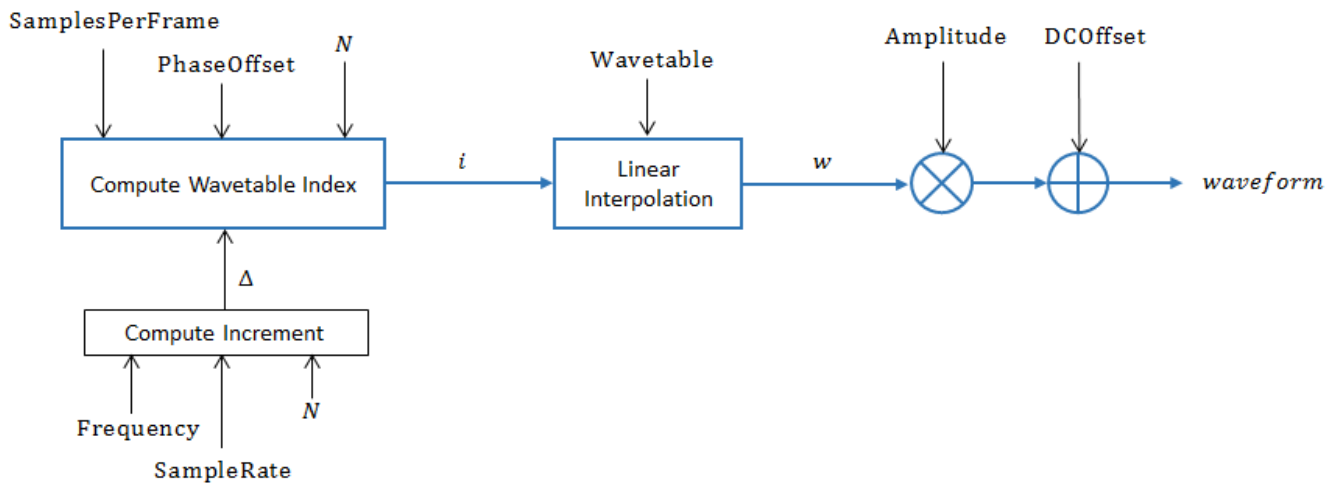 SamplesPerFrame
PhaseOffset
N
Wavetable
Amplitude
DCOffset
Compute Wavetable Index
i
Linear
Interpolation
w
waveform
Δ
Compute Increment
Frequency
SampleRate
N